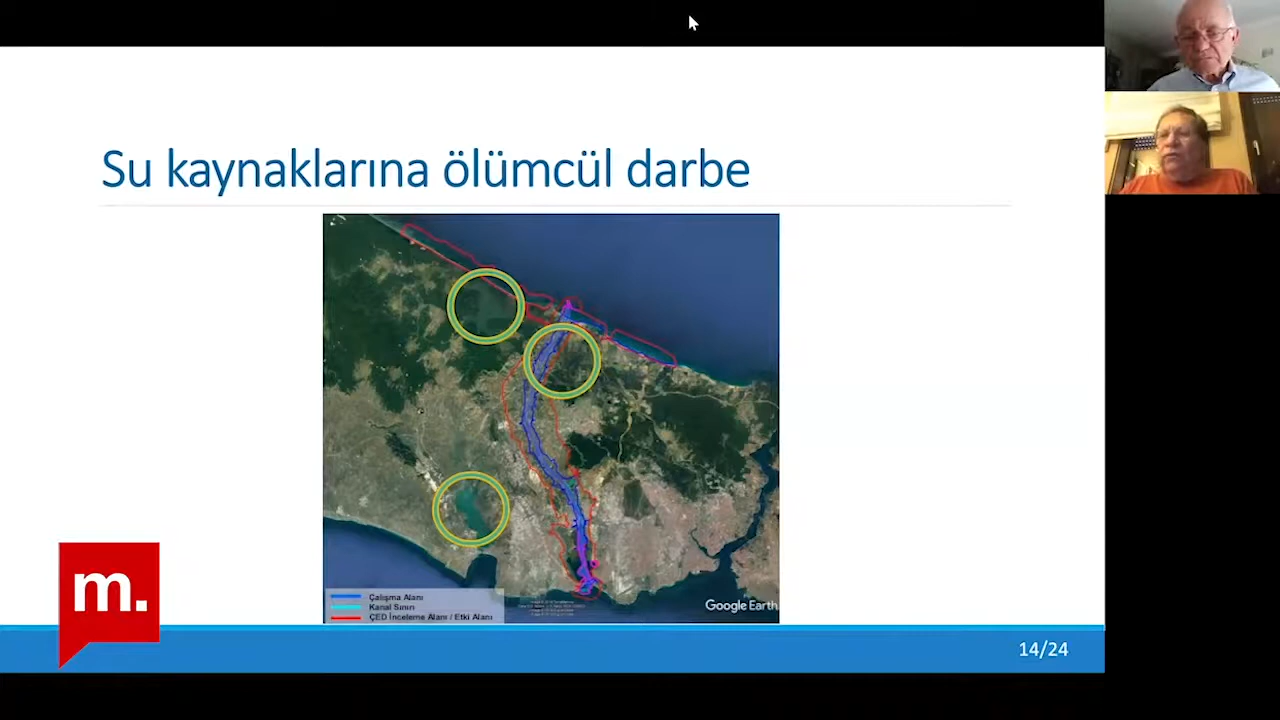 Su kaynaklarına ölümcül darbe
Çalışma Alanı
Kanal Sınırı
ÇED İnceleme Alanı / Etki Alanı
Google Earth
m.
14/24